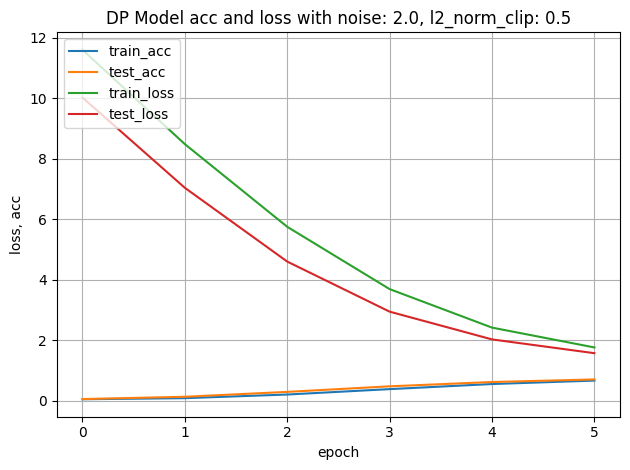 DP Model acc and loss with noise: 2.0, l2_norm_clip: 0.5
12
10
8
6
4
2
0
loss, acc
train_acc
test_acc
train_loss
test_loss
0 1 2 3 4 5
epoch